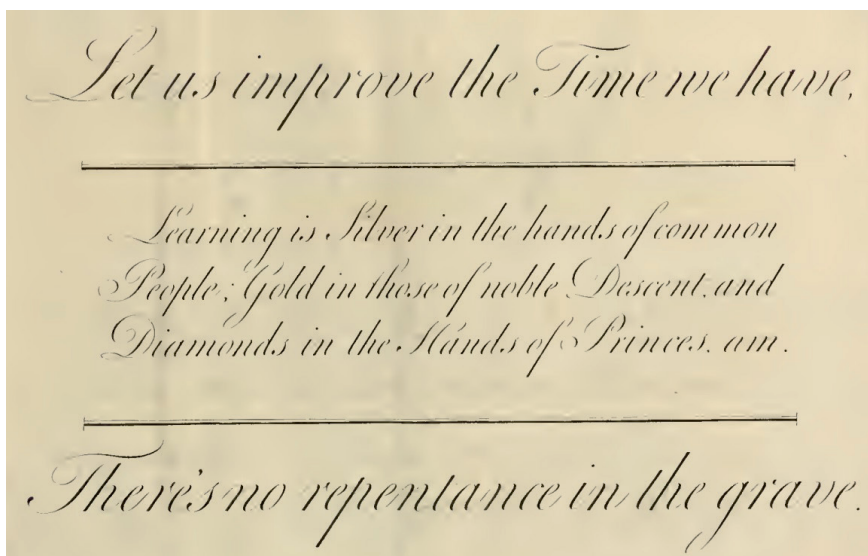 Let us improve the Time we have,
Learning is Silver in the hands of common
People; Gold in those of noble Descent, and
Diamonds in the Hands of Princes. am.
There's no repentance in the grave.